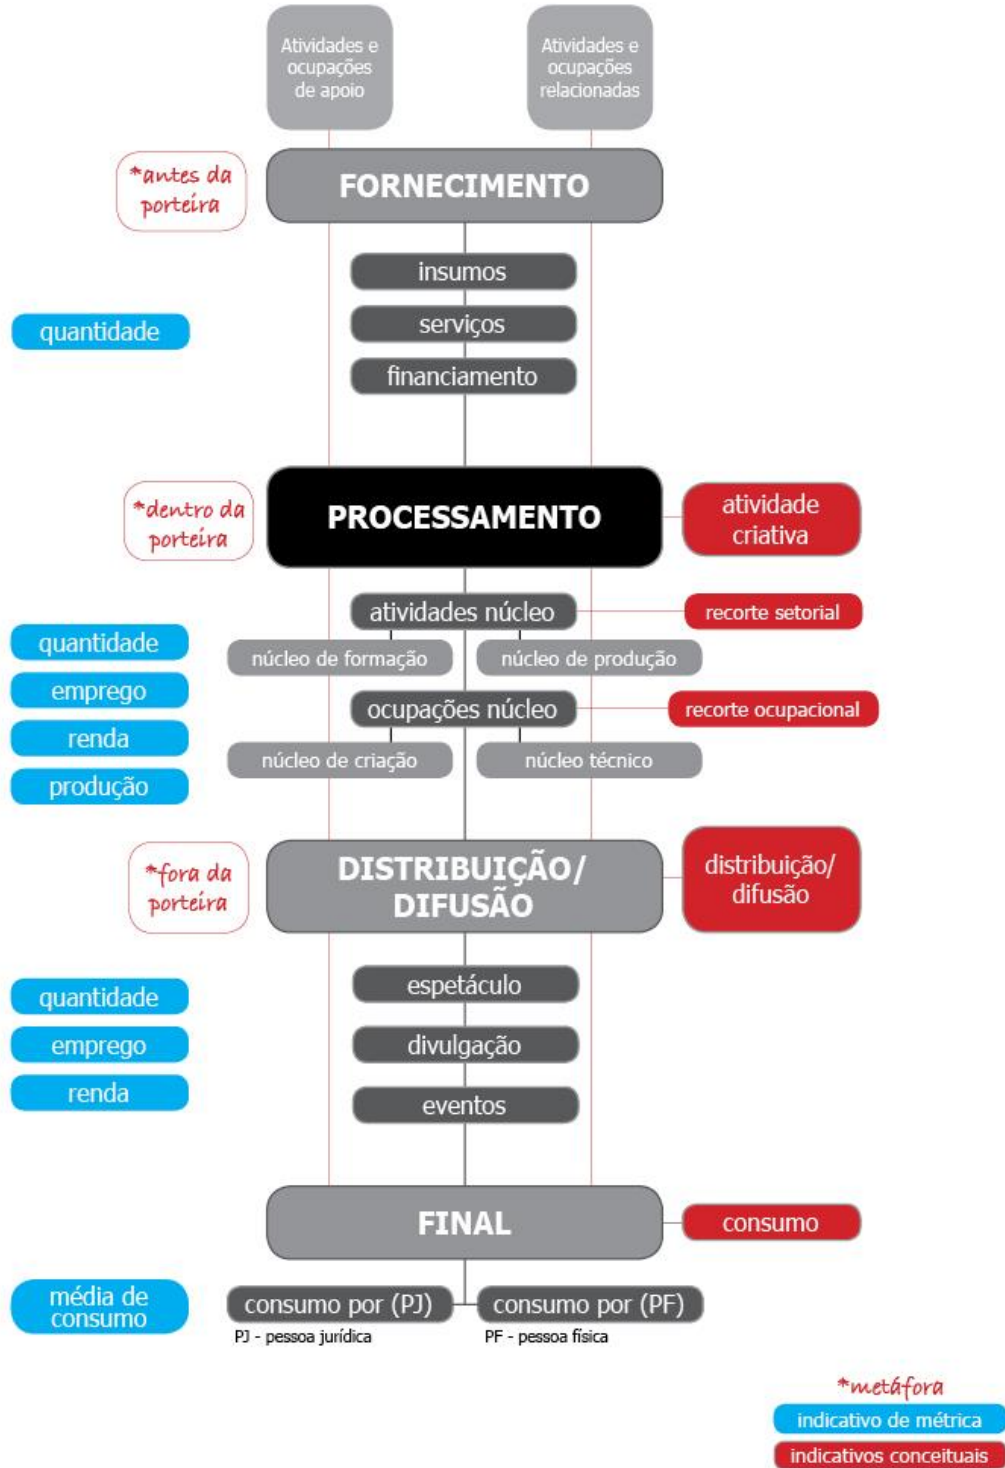 Atividades e
ocupações
de apoio
Atividades e
ocupações
relacionadas
*antes da
porteira
FORNECIMENTO
insumos
quantidade
serviços
financiamento
*dentro da
porteira
PROCESSAMENTO
atividade
criativa
atividades núcleo
recorte setorial
quantidade
núcleo de formação
núcleo de produção
emprego
ocupações núcleo
recorte ocupacional
renda
núcleo de criação
núcleo técnico
produção
*fora da
porteira
DISTRIBUIÇÃO/
DIFUSÃO
distribuição/
difusão
espetáculo
quantidade
divulgação
emprego
renda
eventos
FINAL
consumo
média de
consumo
consumo por (PJ)
consumo por (PF)
PJ - pessoa jurídica
PF - pessoa física
*metáfora
indicativo de métrica
indicativos conceituais